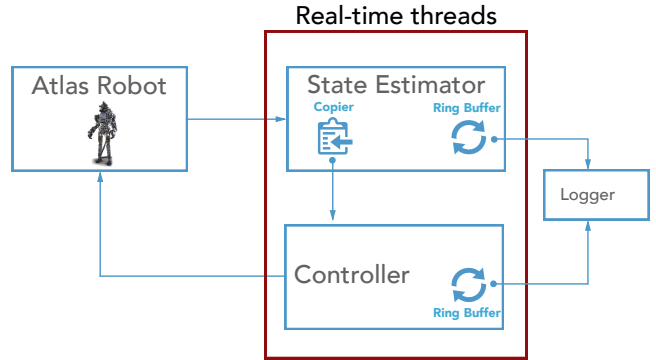 Real-time threads
Atlas Robot
State Estimator
Copier
Ring Buffer
Logger
Controller
Ring Buffer